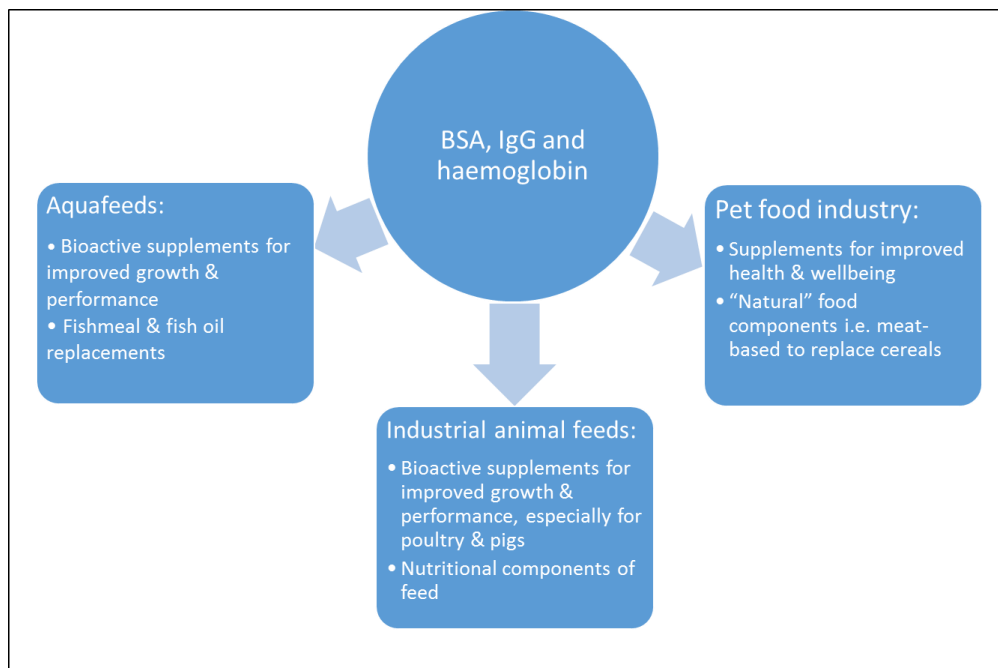 BSA, IgG and
haemoglobin
Aquafeeds:
• Bioactive supplements for
improved growth &
performance
• Fishmeal & fish oil
replacements
Pet food industry:
• Supplements for improved
health & wellbeing
• “Natural” food
components i.e. meat-
based to replace cereals
Industrial animal feeds:
• Bioactive supplements for
improved growth &
performance, especially for
poultry & pigs
• Nutritional components of
feed